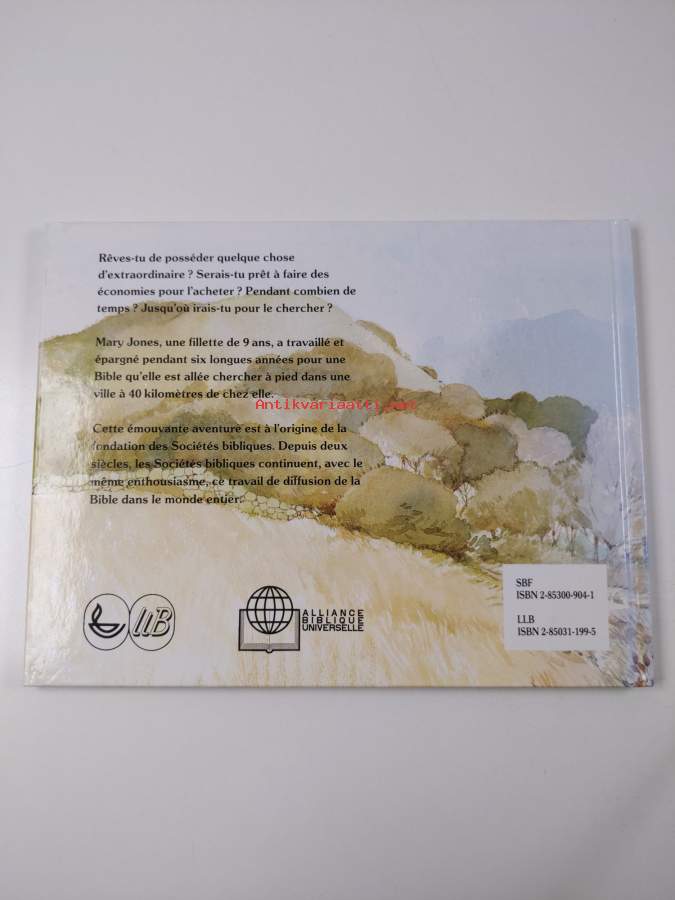 Rêves-tu de posséder quelque chose
d'extraordinaire ? Serais-tu prêt à faire des
économies pour l'acheter ? Pendant combien de
temps ? Jusqu'où irais-tu pour le chercher ?
Mary Jones, une fillette de 9 ans, a travaillé et
épargné pendant six longues années pour une
Bible qu'elle est allée chercher à pied dans une
ville à 40 kilomètres de chez elle.
Antikvariaatti.net
Cette émouvante aventure est à l'origine de la
fondation des Sociétés bibliques. Depuis deux
siècles, les Sociétés bibliques continuent, avec le
même enthousiasme, ce travail de diffusion de la
Bible dans le monde entier.
LLB
ALLIANCE
BIBLIQUE
UNIVERSELLE
SBF
ISBN 2-85300-904-1
LLB
ISBN 2-85031-199-5